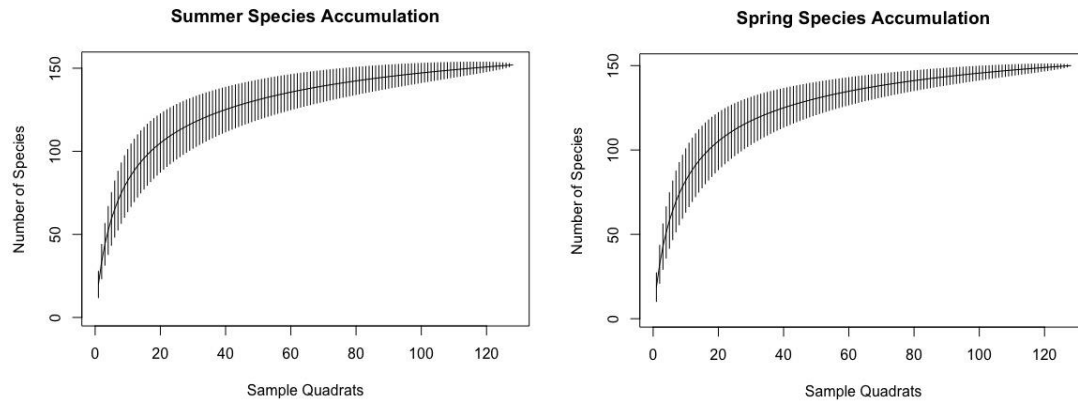 Summer Species Accumulation
Number of Species
0
50
100
150
0 20 40 60 80 100 120
Sample Quadrats
Spring Species Accumulation
Number of Species
0
50
100
150
0 20 40 60 80 100 120
Sample Quadrats